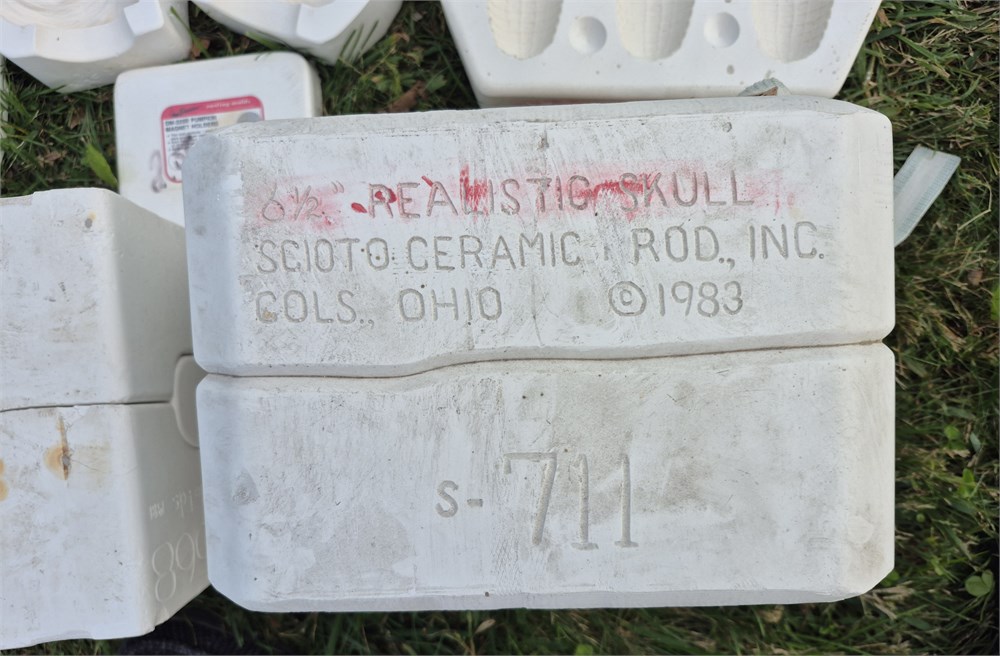 6½" REALISTIC SKULL
SCIOTO CERAMIC PROD., INC.
COLS., OHIO ©1983
S-711